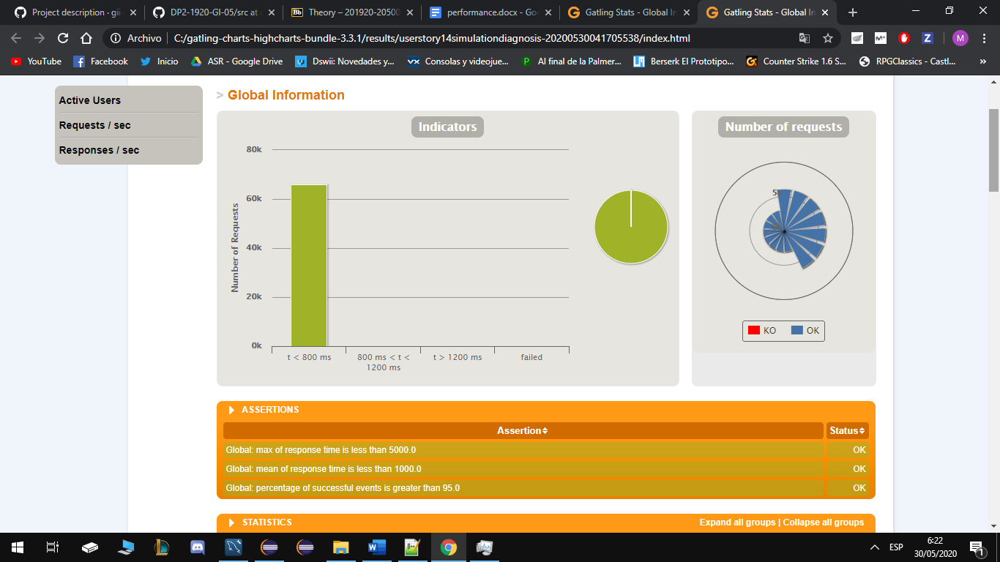 Project description · gii-
DP2-1920-GI-05/src at
Theory – 201920-20500
performance.docx - Go
Gatling Stats - Global In
Gatling Stats - Global In
Archivo
C:/gatling-charts-highcharts-bundle-3.3.1/results/userstory14simulationdiagnosis-20200530041705538/index.html
M
YouTube
Facebook
Inicio
ASR - Google Drive
Dswii: Novedades y...
Consolas y videojue...
Al final de la Palmer...
Berserk El Prototipo...
Counter Strike 1.6 S...
RPGClassics - Castl...
»
Active Users
Requests / sec
Responses / sec
> Global Information
Indicators
80k
60k
40k
20k
0k
Number of Requests
t < 800 ms
800 ms < t <
1200 ms
t > 1200 ms
failed
Number of requests
KO
OK
ASSERTIONS
Assertion
Status
Global: max of response time is less than 5000.0
OK
Global: mean of response time is less than 1000.0
OK
Global: percentage of successful events is greater than 95.0
OK
STATISTICS
Expand all groups | Collapse all groups
ESP
6:22
30/05/2020
1